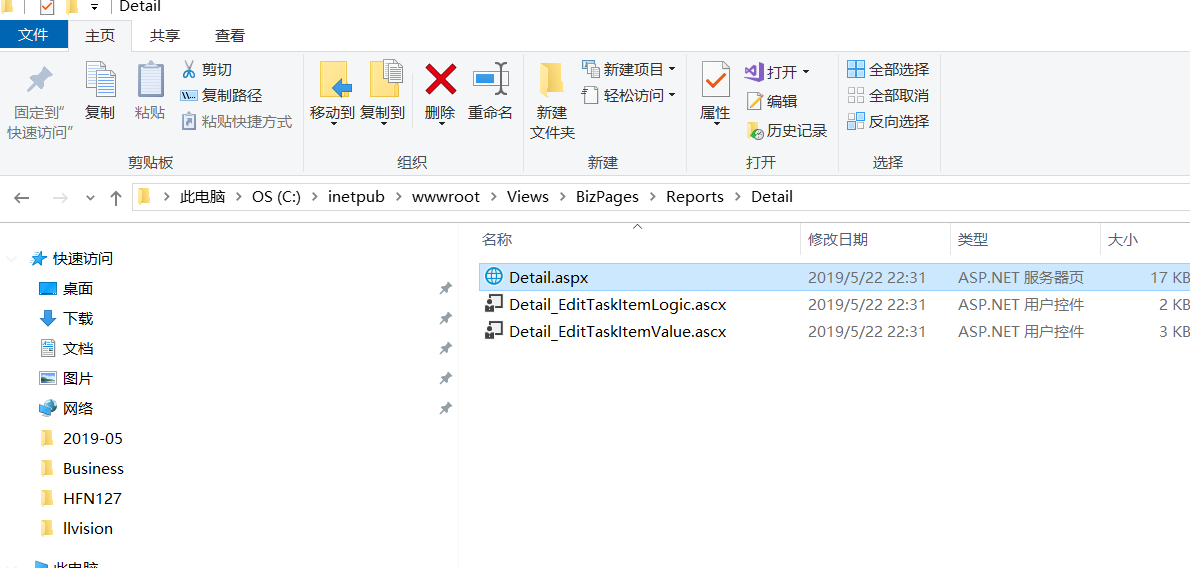 Detail
文件 主页 共享 查看
固定到"快速访问"
复制
粘贴
剪切
复制路径
粘贴快捷方式
剪贴板
移动到
复制到
删除
重命名
组织
新建文件夹
新建项目
轻松访问
新建
属性
打开
编辑
历史记录
打开
全部选择
全部取消
反向选择
选择
此电脑 > OS (C:) > inetpub > wwwroot > Views > BizPages > Reports > Detail
快速访问
桌面
下载
文档
图片
网络
2019-05
Business
HFN127
llvision
此电脑
名称 修改日期 类型 大小
Detail.aspx 2019/5/22 22:31 ASP.NET 服务器页 17 KB
Detail_EditTaskItemLogic.ascx 2019/5/22 22:31 ASP.NET 用户控件 2 KB
Detail_EditTaskItemValue.ascx 2019/5/22 22:31 ASP.NET 用户控件 3 KB